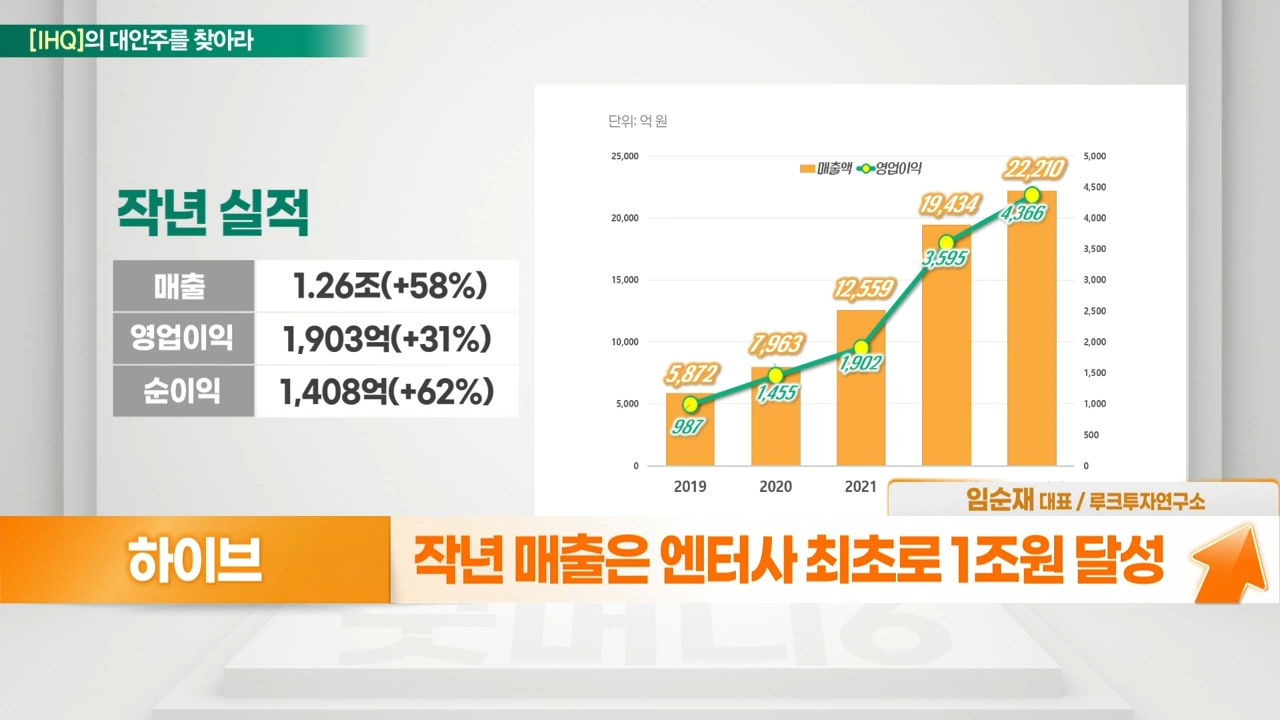 [IHQ]의 대안주를 찾아라
작년 실적
매출 1.26조(+58%)
영업이익 1,903억(+31%)
순이익 1,408억(+62%)
단위: 억 원
매출액 영업이익
25,000
20,000
15,000
10,000
5,000
0
5,000
4,500
4,000
3,500
3,000
2,500
2,000
1,500
1,000
500
0
5,872
7,963
12,559
19,434
22,210
987
1,455
1,902
3,595
4,366
2019 2020 2021
임순재 대표 / 루크투자연구소
하이브
작년 매출은 엔터사 최초로 1조원 달성